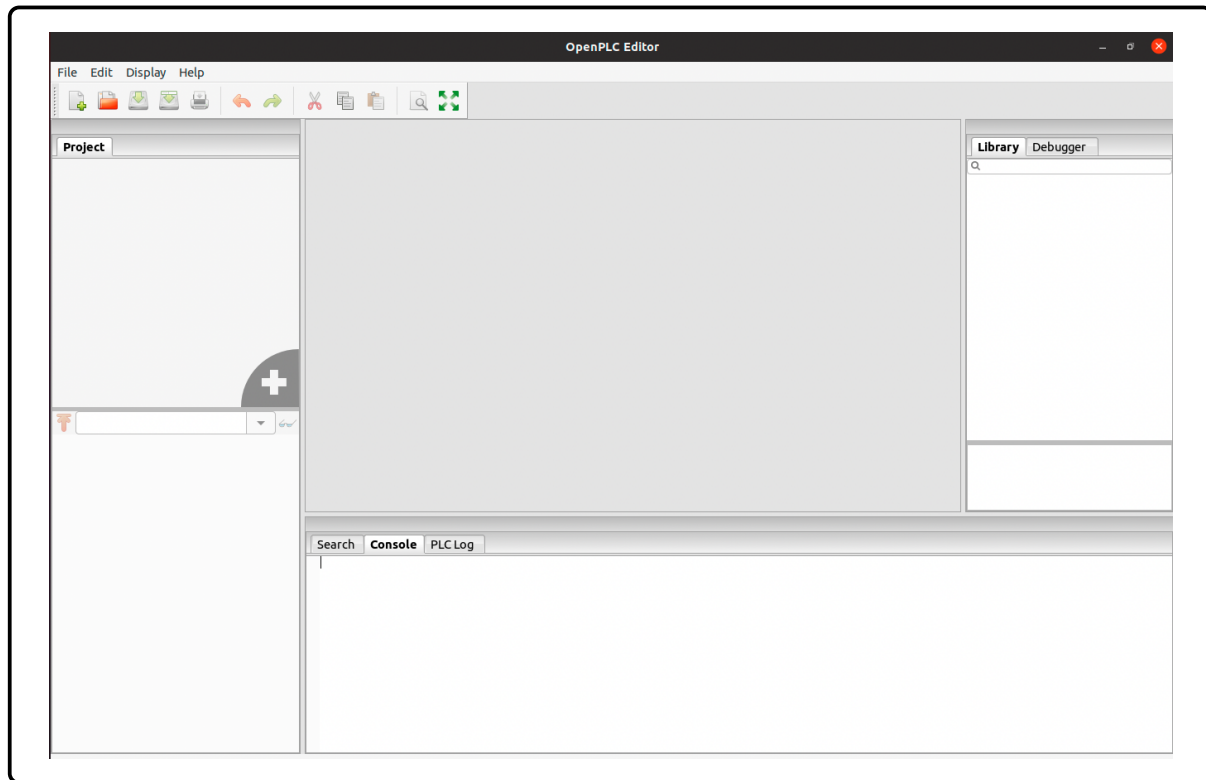 OpenPLC Editor
File Edit Display Help
Project
Library Debugger
Search Console PLC Log